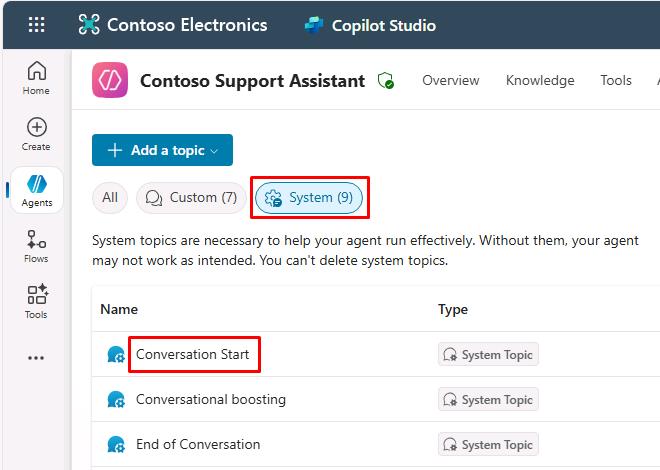 Contoso Electronics Copilot Studio
Home
Create
Agents
Flows
Tools
Contoso Support Assistant Overview Knowledge Tools
Add a topic
All Custom (7) System (9)
System topics are necessary to help your agent run effectively. Without them, your agent
may not work as intended. You can't delete system topics.
Name Type
Conversation Start System Topic
Conversational boosting System Topic
End of Conversation System Topic